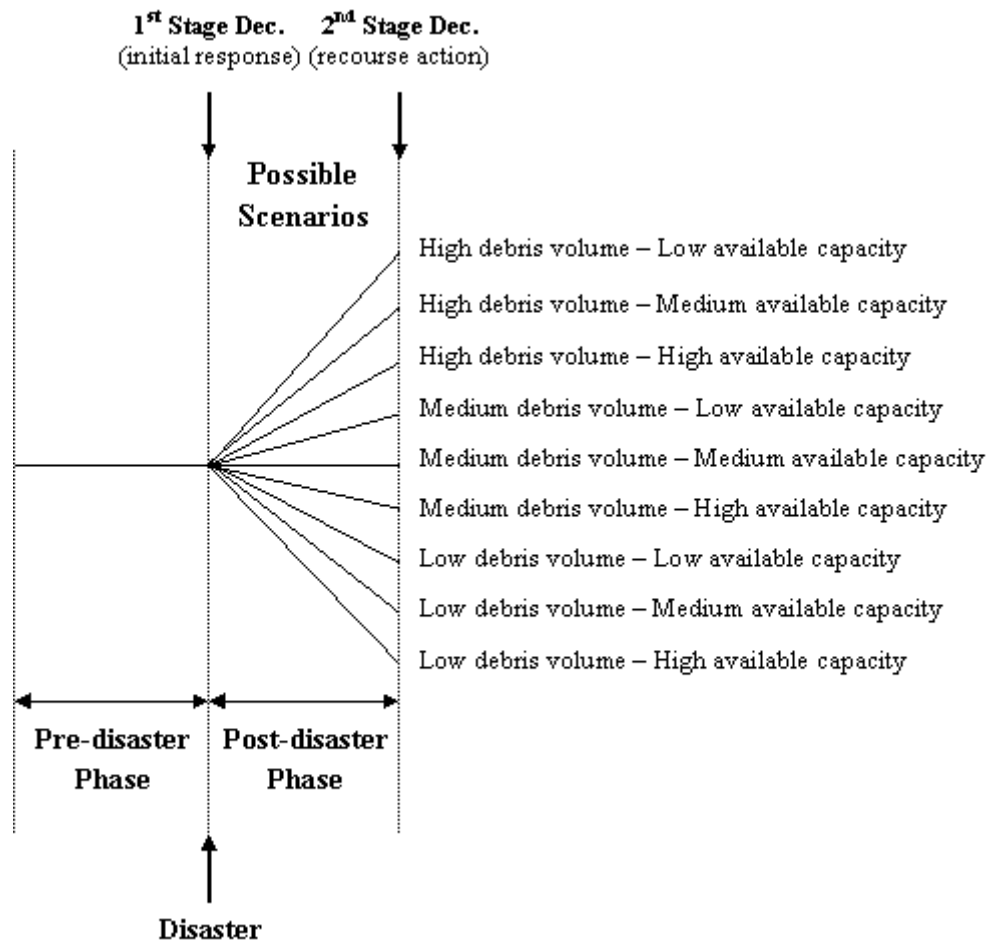 1st Stage Dec.
(initial response)
2nd Stage Dec.
(recourse action)
Possible
Scenarios
High debris volume – Low available capacity
High debris volume – Medium available capacity
High debris volume – High available capacity
Medium debris volume – Low available capacity
Medium debris volume – Medium available capacity
Medium debris volume – High available capacity
Low debris volume – Low available capacity
Low debris volume – Medium available capacity
Low debris volume – High available capacity
Pre-disaster
Phase
Post-disaster
Phase
Disaster